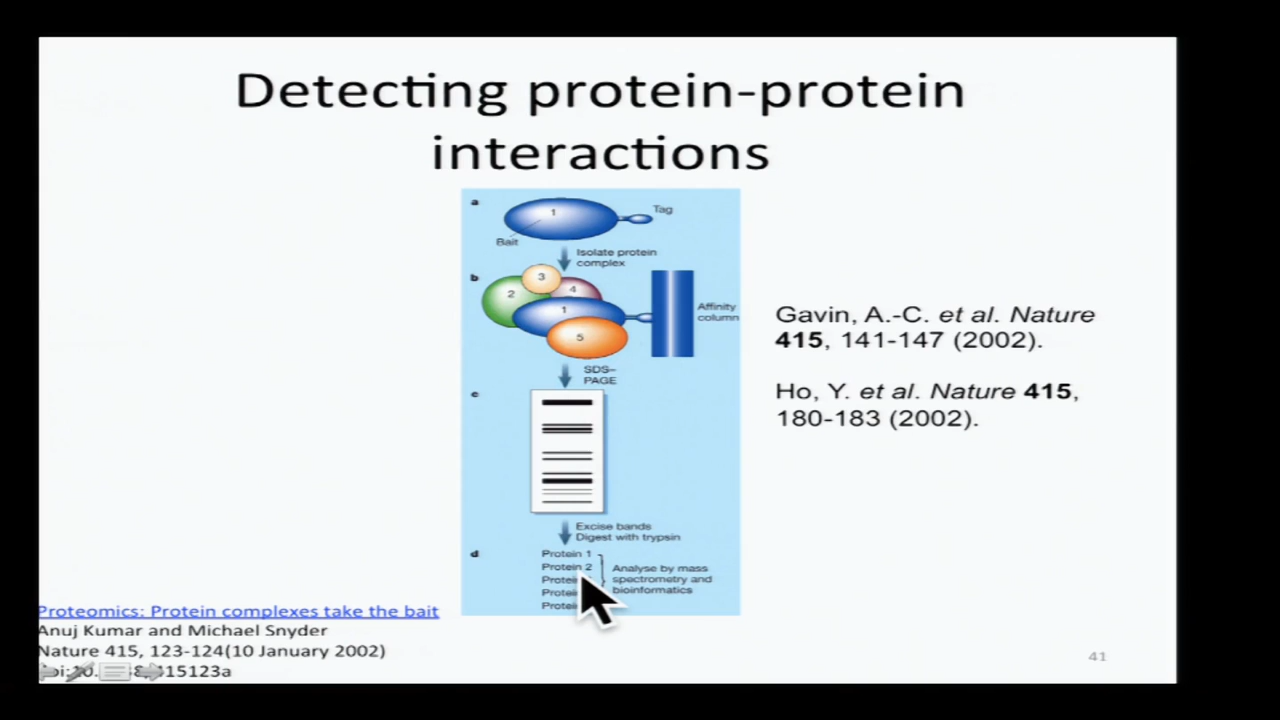 Detecting protein-protein
interactions
a
1
Tag
Bait
Isolate protein
complex
b
3
2
4
1
5
Affinity
column
SDS–
PAGE
c
Excise bands
Digest with trypsin
d
Protein 1
Protein 2
Analyse by mass
spectrometry and
bioinformatics
Gavin, A.-C. et al. Nature
415, 141-147 (2002).
Ho, Y. et al. Nature 415,
180-183 (2002).
Proteomics: Protein complexes take the bait
Anuj Kumar and Michael Snyder
Nature 415, 123-124(10 January 2002)
41